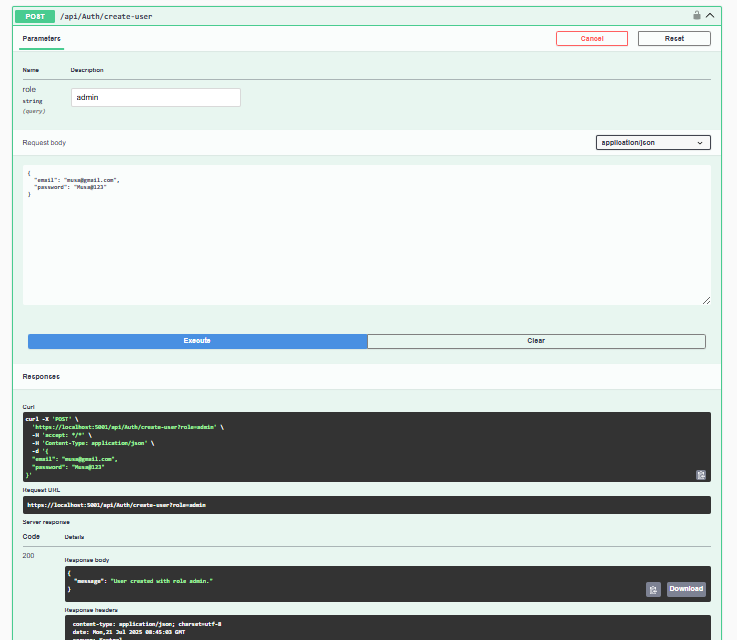 POST /api/Auth/create-user
Parameters Cancel Reset
Name Description
role
string
(query)
admin
Request body application/json
{
  "email": "musa@gmail.com",
  "password": "Musa@123"
}
Execute Clear
Responses
Curl
curl -X 'POST' \
  'https://localhost:5001/api/Auth/create-user?role=admin' \
  -H 'accept: */*' \
  -H 'Content-Type: application/json' \
  -d '{
  "email": "musa@gmail.com",
  "password": "Musa@123"
}'
Request URL
https://localhost:5001/api/Auth/create-user?role=admin
Server response
Code Details
200
Response body
{
  "message": "User created with role admin."
}
Download
Response headers
content-type: application/json; charset=utf-8
date: Mon,21 Jul 2025 08:45:03 GMT